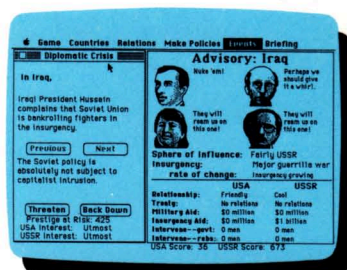 Game Countries Relations Make Policies Events Briefing
Diplomatic Crisis
In Iraq,
Iraqi President Hussein
complains that Soviet Union
is bankrolling fighters in
the insurgency.
Previous Next
The Soviet policy is
absolutely not subject to
capitalist intrusion.
Threaten Back Down
Prestige at Risk: 425
USA Interest: Utmost
USSR Interest: Utmost
Advisory: Iraq
Nuke 'em!
Perhaps we
should give
it a whirl.
They will
ream us on
this one!
They will
ream us on
this one!
Sphere of Influence: Fairly USSR
Insurgency: Major guerrilla war
rate of change: Insurgency growing
USA USSR
Relationship: Friendly Cool
Treaty: No relations No relations
Military Aid: $0 million $0 million
Insurgency Aid: $0 million $1 billion
Intervene--govt: 0 men 0 men
Intervene--rebs: 0 men 0 men
USA Score: 36 USSR Score: 673